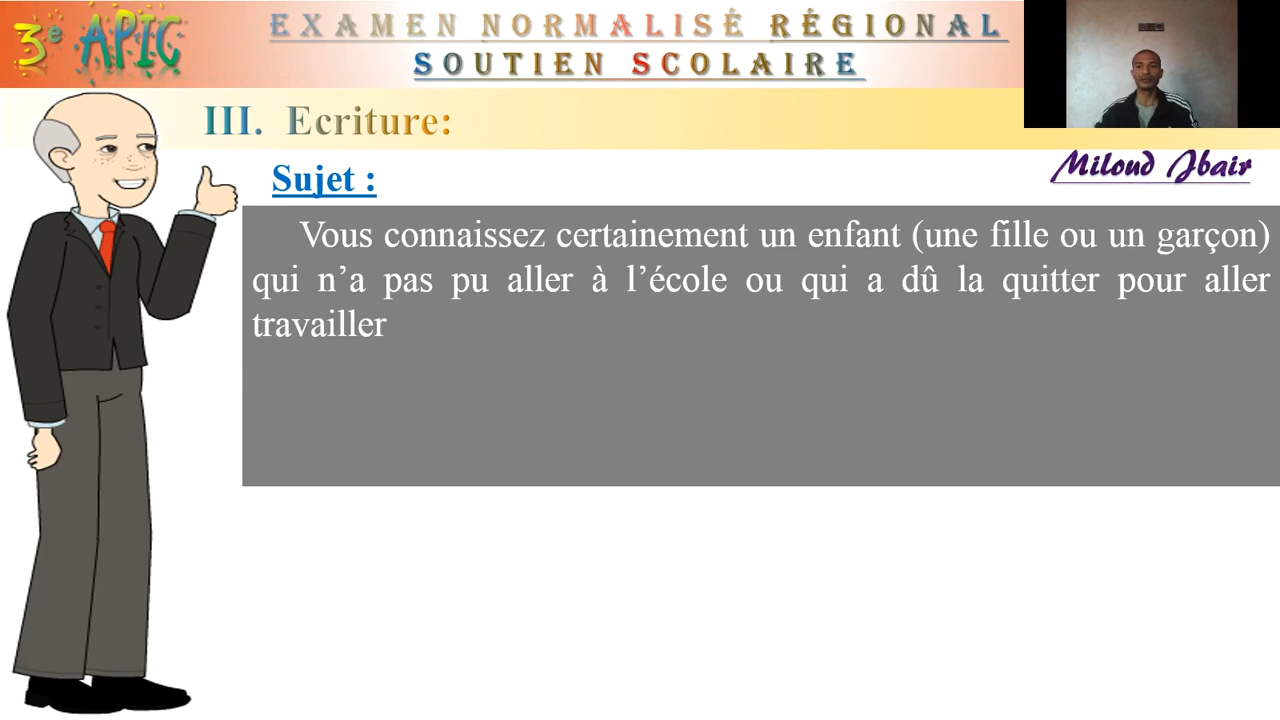 3e APIC
EXAMEN NORMALISÉ RÉGIONAL
SOUTIEN SCOLAIRE
III. Ecriture:
Miloud Jbair
Sujet :
Vous connaissez certainement un enfant (une fille ou un garçon)
qui n’a pas pu aller à l’école ou qui a dû la quitter pour aller
travailler